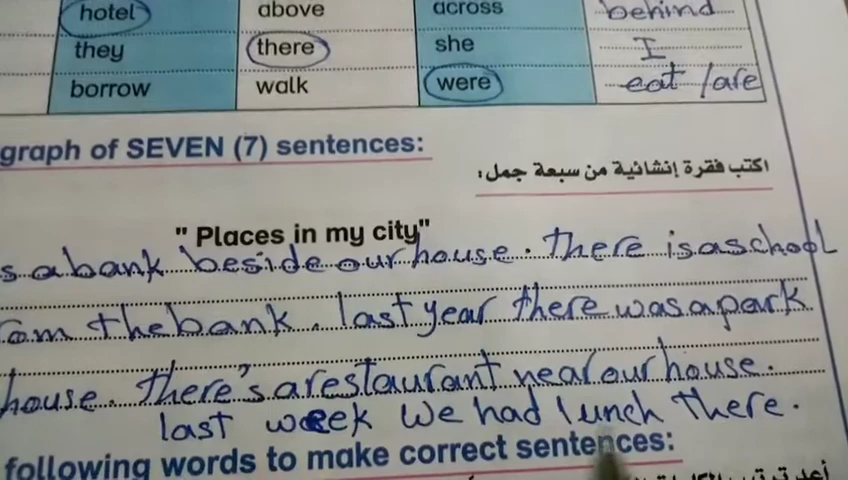 hotel above across behind
they there she I
borrow walk were eat / are
graph of SEVEN (7) sentences:
اكتب فقرة إنشائية من سبعة جمل:
" Places in my city"
s a bank beside our house. there is a school
om the bank. last year there was a park
house. there's a restaurant near our house.
last week we had lunch there.
following words to make correct sentences: